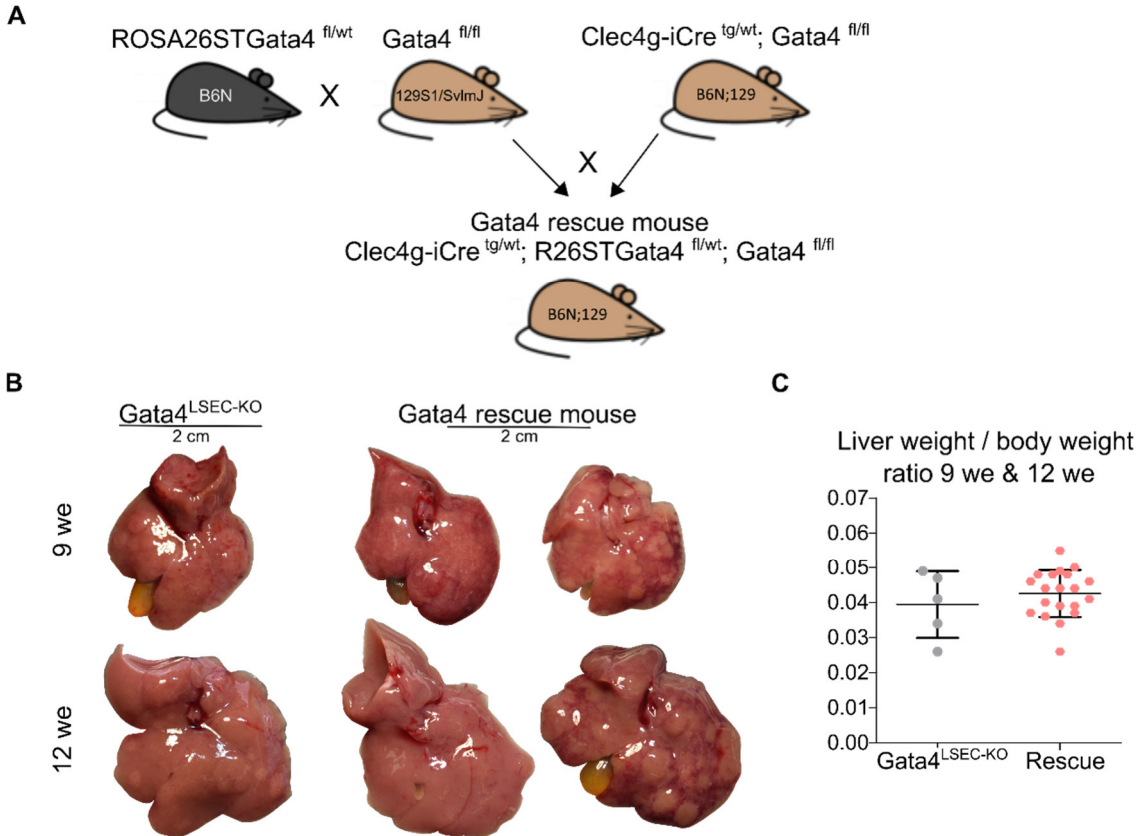 A
ROSA26STGata4 fl/wt
Gata4 fl/fl
Clec4g-iCre tg/wt; Gata4 fl/fl
B6N
X
129S1/SvImJ
B6N;129
X
Gata4 rescue mouse
Clec4g-iCre tg/wt; R26STGata4 fl/wt; Gata4 fl/fl
B6N;129
B
Gata4LSEC-KO
2 cm
Gata4 rescue mouse
2 cm
9 we
12 we
C
Liver weight / body weight
ratio 9 we & 12 we
0.07
0.06
0.05
0.04
0.03
0.02
0.01
0.00
Gata4LSEC-KO
Rescue